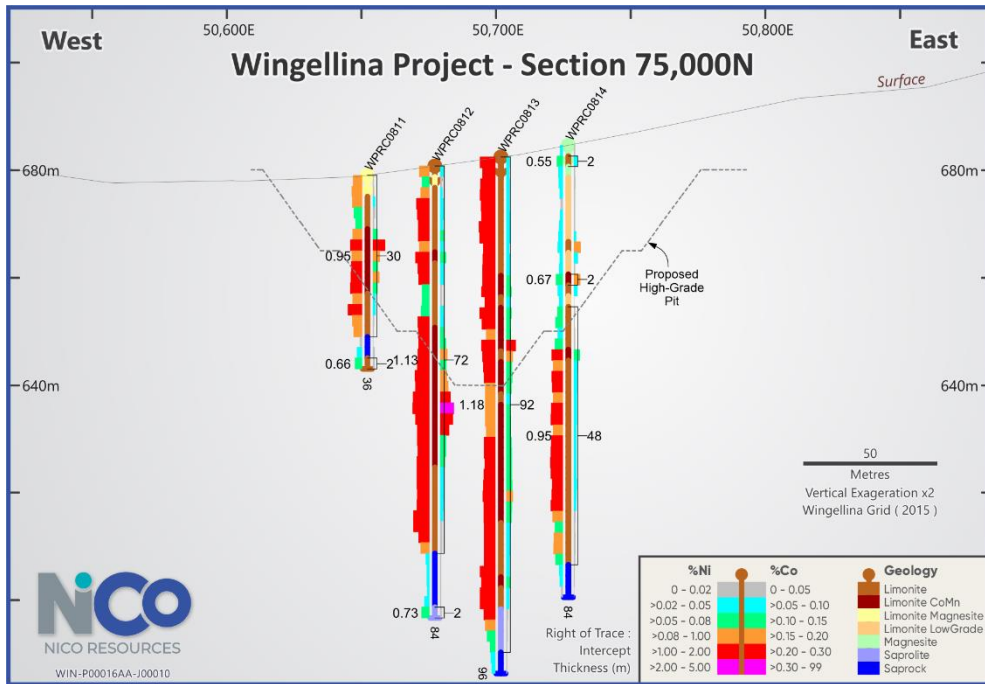 50,600E
50,700E
50,800E
West
East
Wingellina Project - Section 75,000N
Surface
WPRC0811
WPRC0812
WPRC0813
WPRC0814
680m
680m
640m
640m
0.55
2
0.95
30
0.67
2
0.66
2
1.13
72
1.18
92
0.95
48
0.73
2
36
84
96
84
Proposed
High-Grade
Pit
50
Metres
Vertical Exageration x2
Wingellina Grid ( 2015 )
NiCo
NICO RESOURCES
WIN-P00016AA-J00010
Right of Trace :
Intercept
Thickness (m)
%Ni %Co Geology
0 - 0.02 0 - 0.05 Limonite
>0.02 - 0.05 >0.05 - 0.10 Limonite CoMn
>0.05 - 0.08 >0.10 - 0.15 Limonite Magnesite
>0.08 - 1.00 >0.15 - 0.20 Limonite LowGrade
>1.00 - 2.00 >0.20 - 0.30 Magnesite
>2.00 - 5.00 >0.30 - 99 Saprolite
Saprock